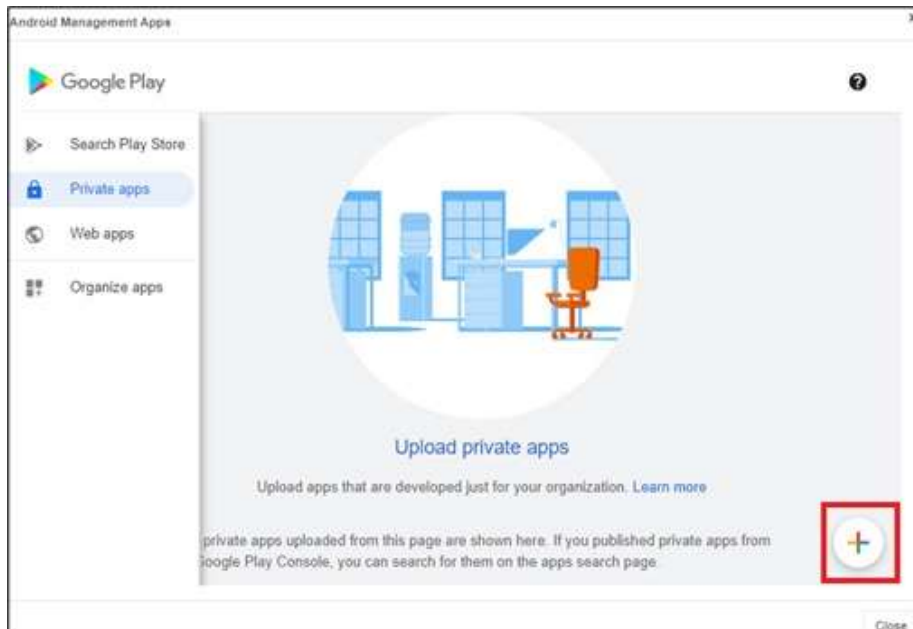 Android Management Apps
Google Play
Search Play Store
Private apps
Web apps
Organize apps
Upload private apps
Upload apps that are developed just for your organization. Learn more
private apps uploaded from this page are shown here. If you published private apps from
Google Play Console, you can search for them on the apps search page
Close